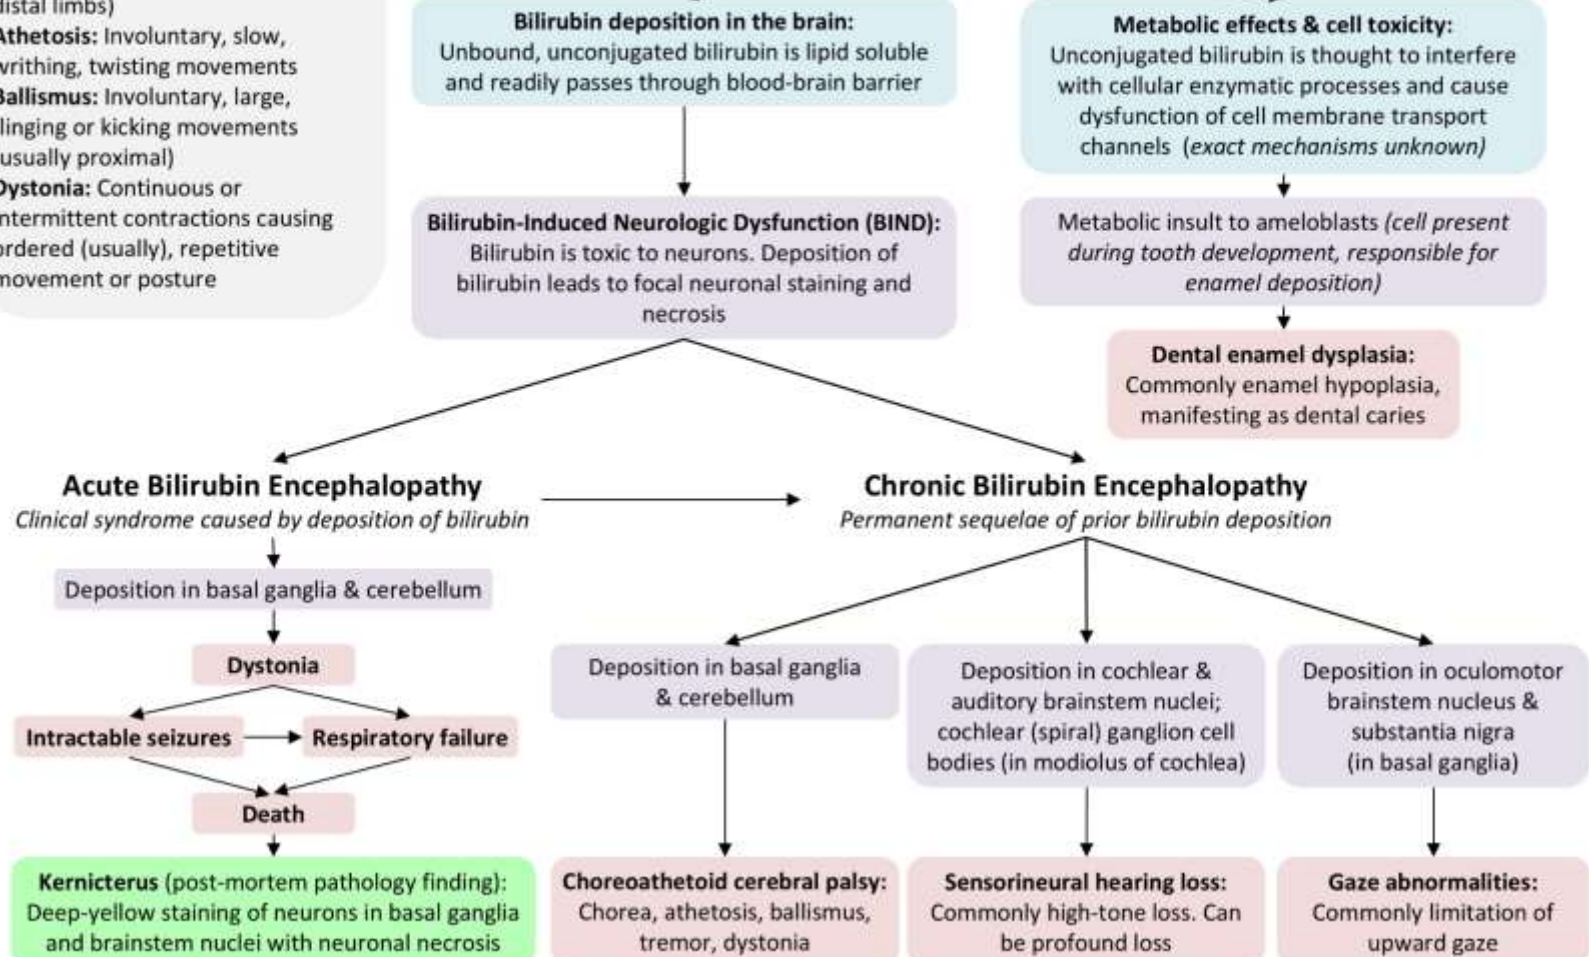 distal limbs)
Athetosis: Involuntary, slow,
writhing, twisting movements
Ballismus: Involuntary, large,
flinging or kicking movements
(usually proximal)
Dystonia: Continuous or
intermittent contractions causing
ordered (usually), repetitive
movement or posture
Bilirubin deposition in the brain:
Unbound, unconjugated bilirubin is lipid soluble
and readily passes through blood-brain barrier
Metabolic effects & cell toxicity:
Unconjugated bilirubin is thought to interfere
with cellular enzymatic processes and cause
dysfunction of cell membrane transport
channels (exact mechanisms unknown)
Bilirubin-Induced Neurologic Dysfunction (BIND):
Bilirubin is toxic to neurons. Deposition of
bilirubin leads to focal neuronal staining and
necrosis
Metabolic insult to ameloblasts (cell present
during tooth development, responsible for
enamel deposition)
Dental enamel dysplasia:
Commonly enamel hypoplasia,
manifesting as dental caries
Acute Bilirubin Encephalopathy
Clinical syndrome caused by deposition of bilirubin
Chronic Bilirubin Encephalopathy
Permanent sequelae of prior bilirubin deposition
Deposition in basal ganglia & cerebellum
Dystonia
Intractable seizures
Respiratory failure
Death
Kernicterus (post-mortem pathology finding):
Deep-yellow staining of neurons in basal ganglia
and brainstem nuclei with neuronal necrosis
Deposition in basal ganglia
& cerebellum
Choreoathetoid cerebral palsy:
Chorea, athetosis, ballismus,
tremor, dystonia
Deposition in cochlear &
auditory brainstem nuclei;
cochlear (spiral) ganglion cell
bodies (in modiolus of cochlea)
Sensorineural hearing loss:
Commonly high-tone loss. Can
be profound loss
Deposition in oculomotor
brainstem nucleus &
substantia nigra
(in basal ganglia)
Gaze abnormalities:
Commonly limitation of
upward gaze